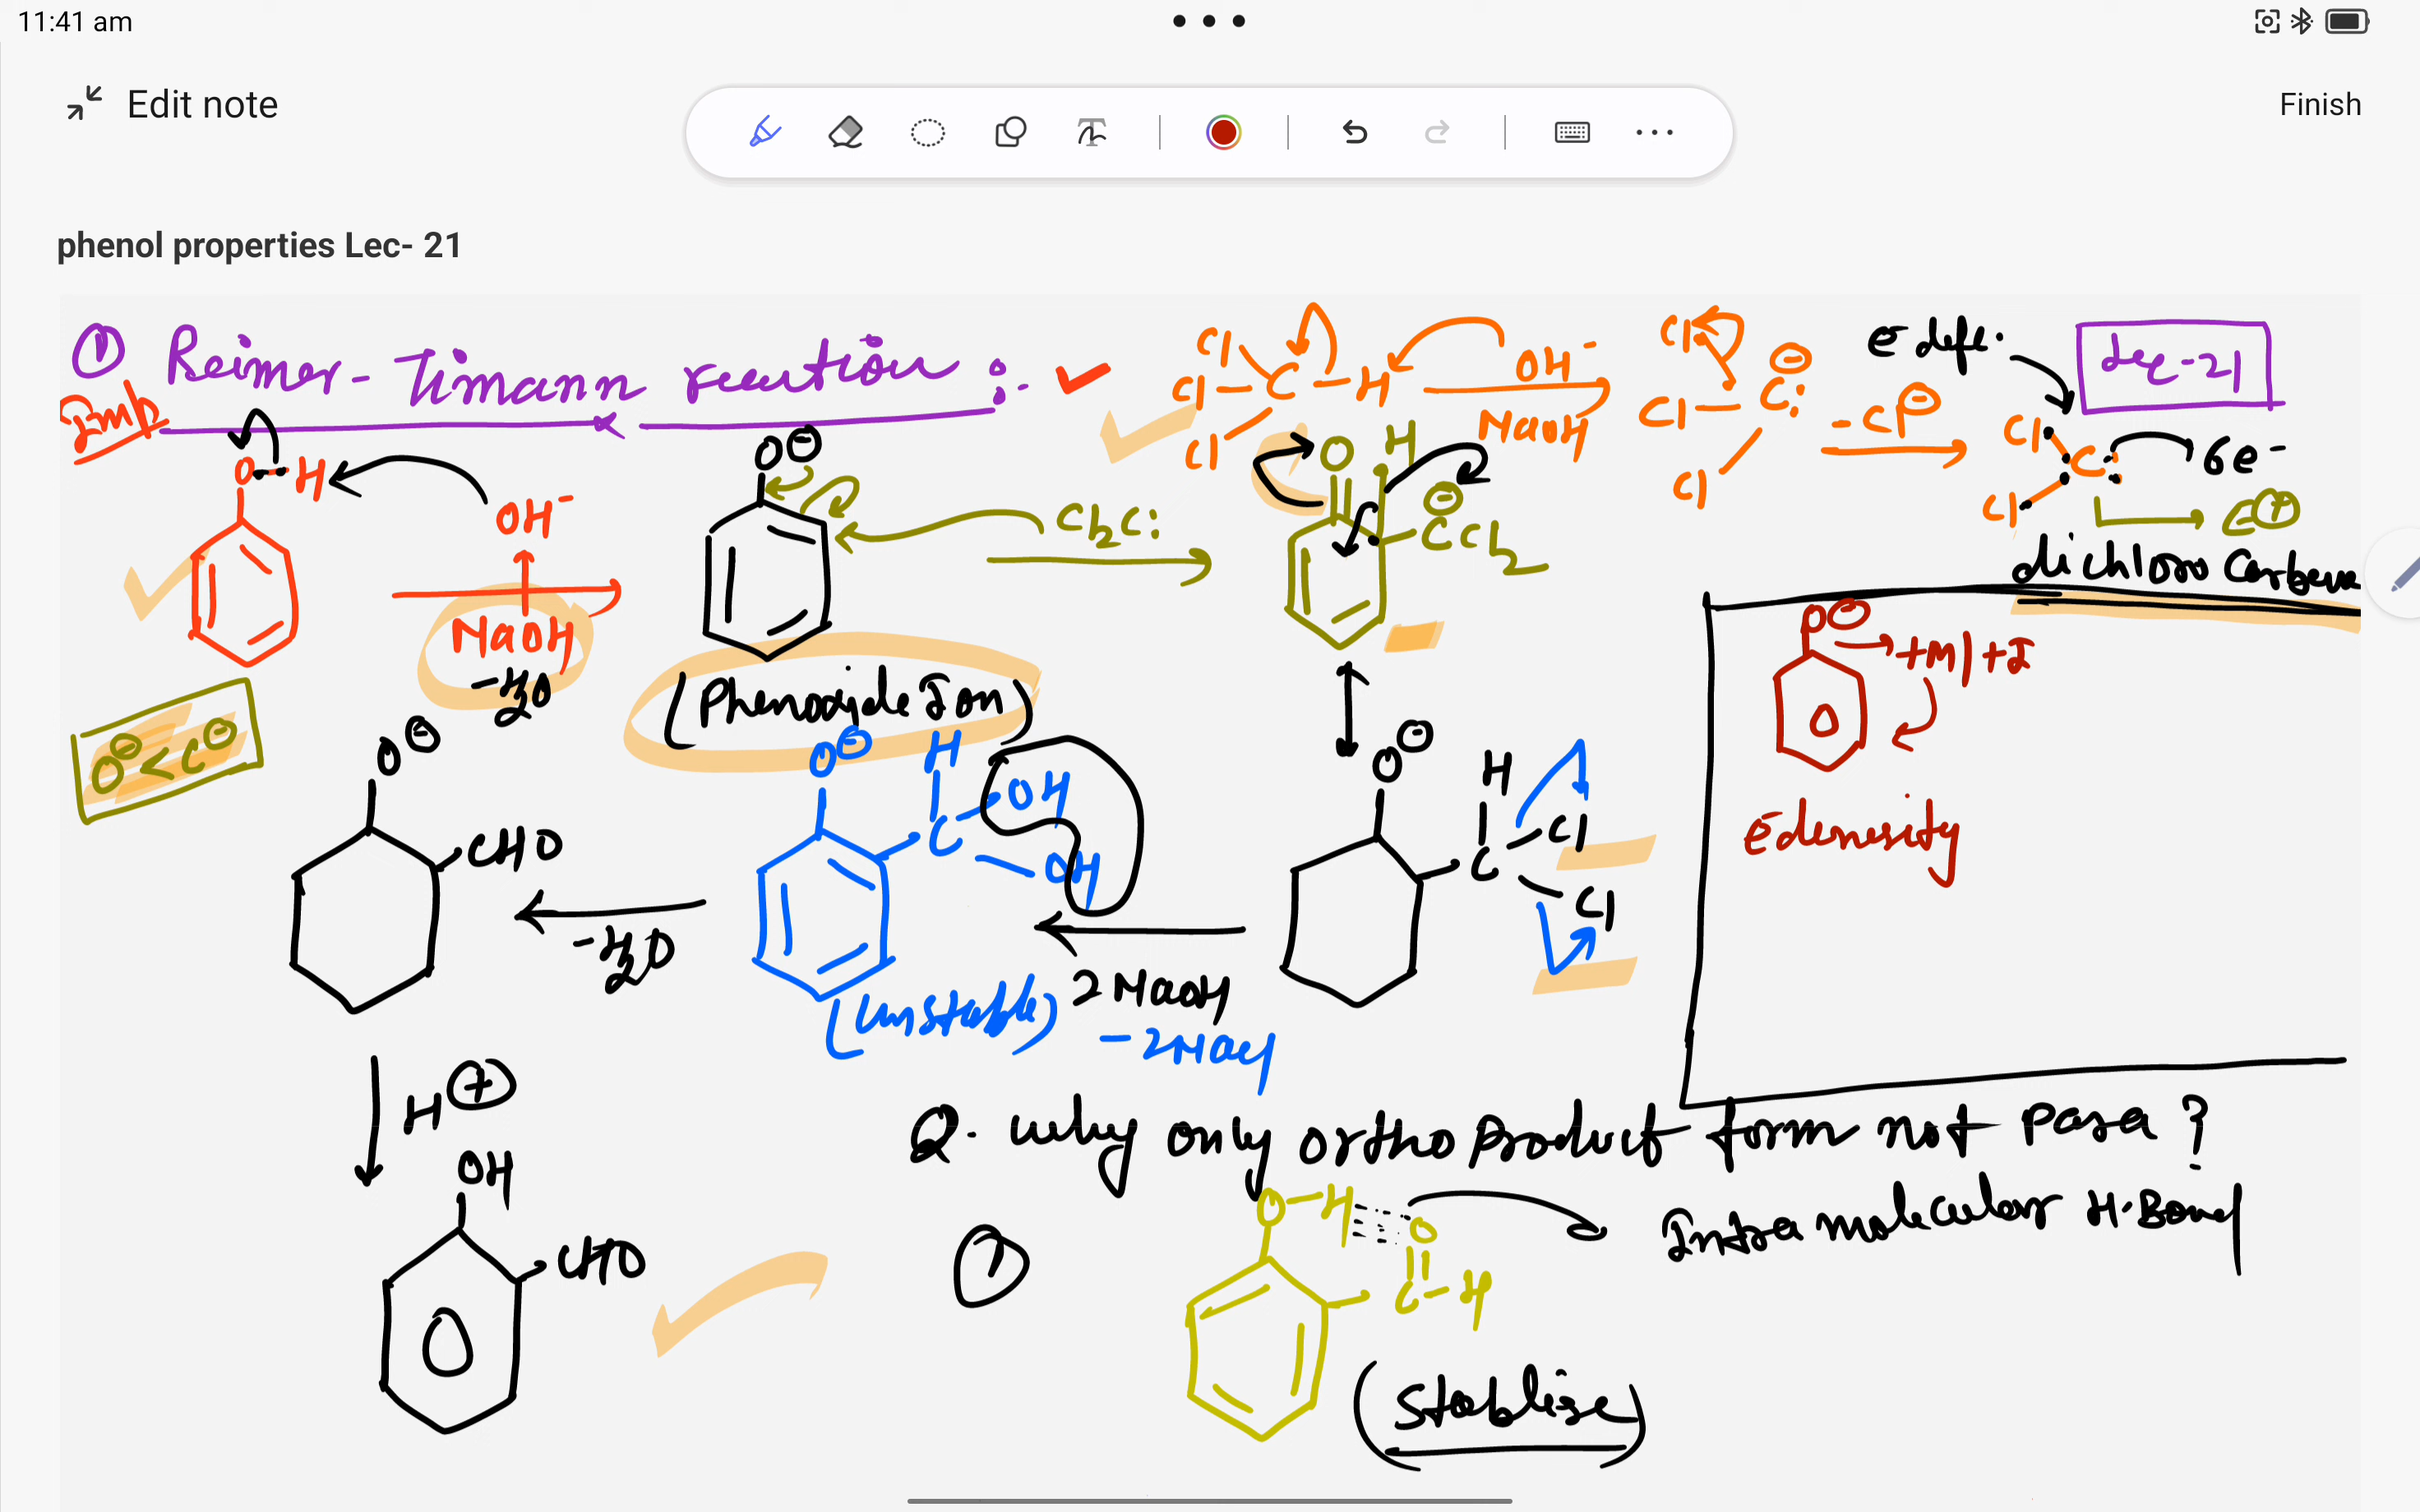 11:41 am
Edit note
Finish
phenol properties Lec- 21
① Reimer-Timann reaction :-
Imp
Cl
Cl-C-H
Cl
OH⁻
NaOH
Cl
Cl-C:⊖
Cl
-Cl⊖
e⁻ defi.
Lec-21
Cl
C:
Cl
6e⁻
E⊕
dichloro Carbene
O-H
OH⁻
NaOH
-H2O
O⊖
(Phenoxide Ion)
Cl2C:
O
H
⊖
CCl2
O⊖
+M/+I
e⁻ density
O⊖<C⊖
O⊖
CHO
-H2O
O⊖
H
C
OH
OH
(Unstable)
2NaOH
-2NaCl
O⊖
H
C
Cl
Cl
H⊕
OH
CHO
Q. why only ortho product form not para ?
①
O-H
O
C-H
Intra molecular H-Bond
(Stablise)